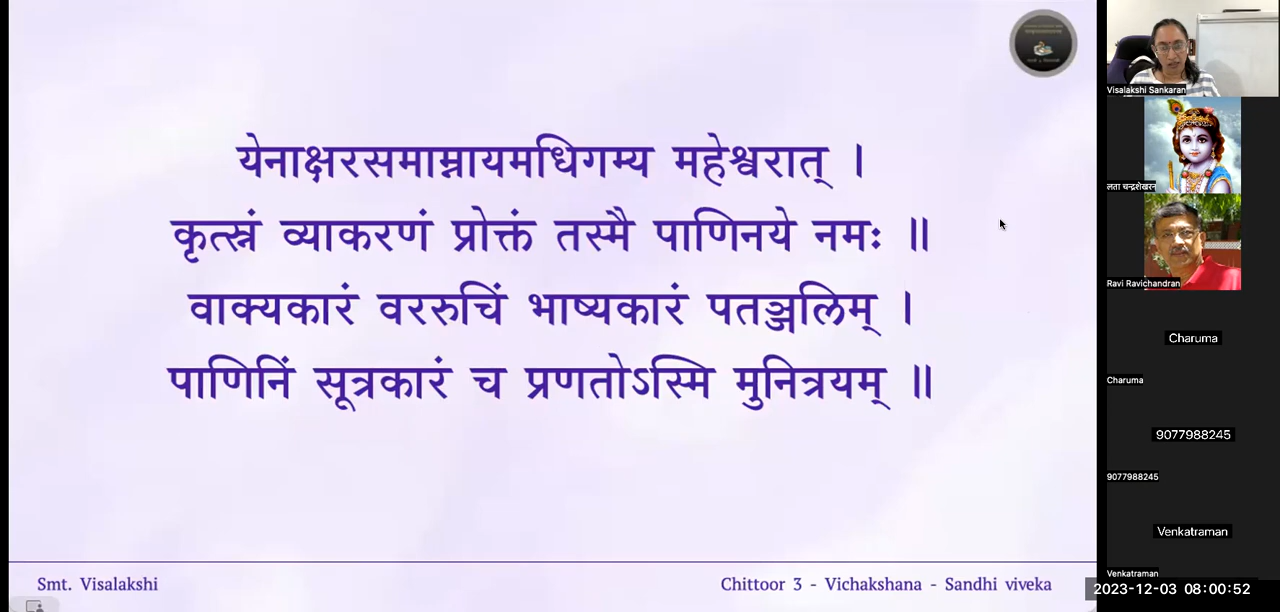 येनाक्षरसमाम्नायमधिगम्य महेश्वरात् ।
कृत्स्नं व्याकरणं प्रोक्तं तस्मै पाणिनये नमः ॥
वाक्यकारं वररुचिं भाष्यकारं पतञ्जलिम् ।
पाणिनिं सूत्रकारं च प्रणतोऽस्मि मुनित्रयम् ॥
Smt. Visalakshi
Chittoor 3 - Vichakshana - Sandhi viveka
Visalakshi Sankaran
लता चन्द्रशेखरन
Ravi Ravichandran
Charuma
Charuma
9077988245
9077988245
Venkatraman
Venkatraman
2023-12-03 08:00:52